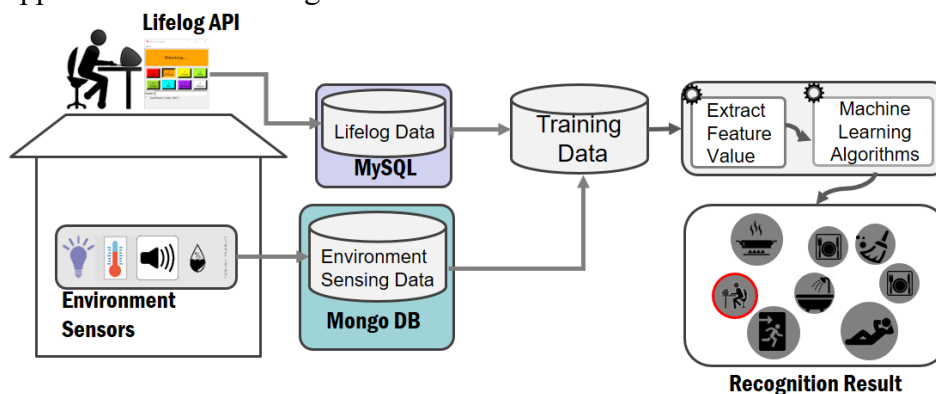 Lifelog API
Lifelog Data
MySQL
Training
Data
Extract
Feature
Value
Machine
Learning
Algorithms
Environment
Sensing Data
Mongo DB
Environment
Sensors
Recognition Result